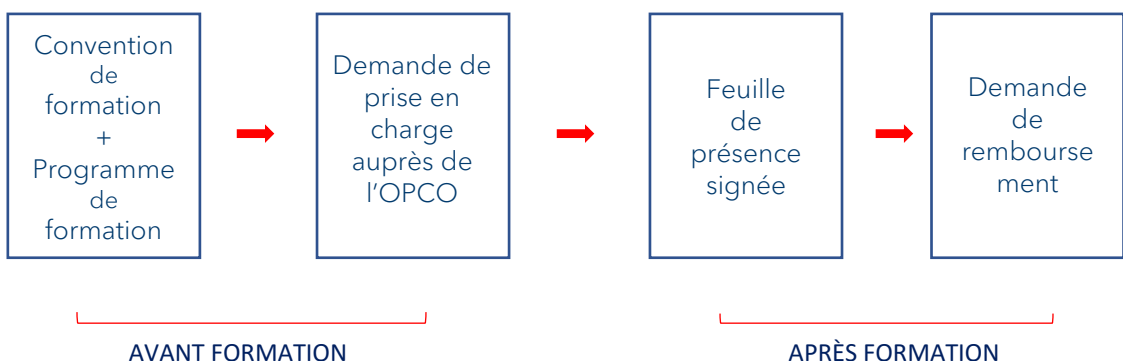 Convention
de
formation
+
Programme
de
formation
Demande de
prise en
charge
auprès de
l’OPCO
Feuille
de
présence
signée
Demande
de
rembourse
ment
AVANT FORMATION
APRÈS FORMATION